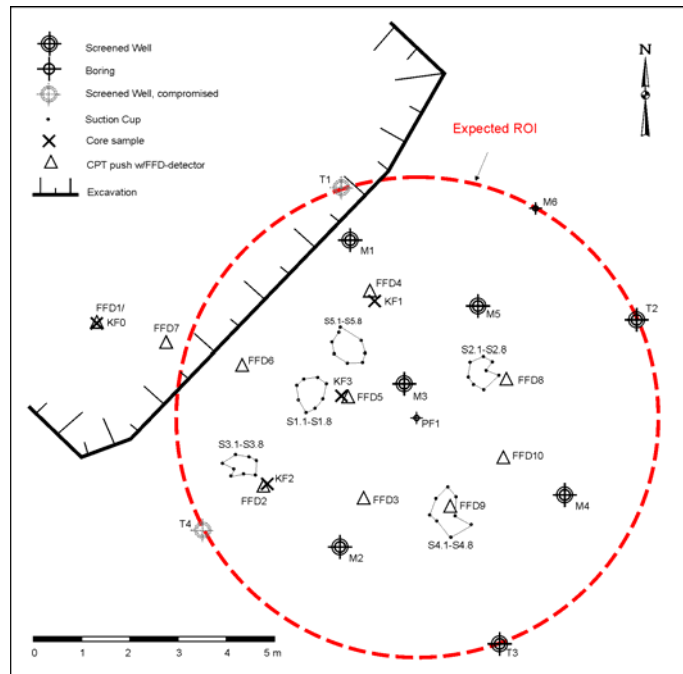 Screened Well
Boring
Screened Well, compromised
Suction Cup
Core sample
CPT push w/FFD-detector
Excavation
N
Expected ROI
T1
M6
M1
FFD4
KF1
M5
T2
FFD1/
KF0
FFD7
S5.1-S5.8
FFD6
S2.1-S2.8
FFD8
KF3
M3
FFD5
S1.1-S1.8
PF1
S3.1-S3.8
FFD10
KF2
FFD2
FFD3
FFD9
M4
T4
S4.1-S4.8
M2
T3
0 1 2 3 4 5 m